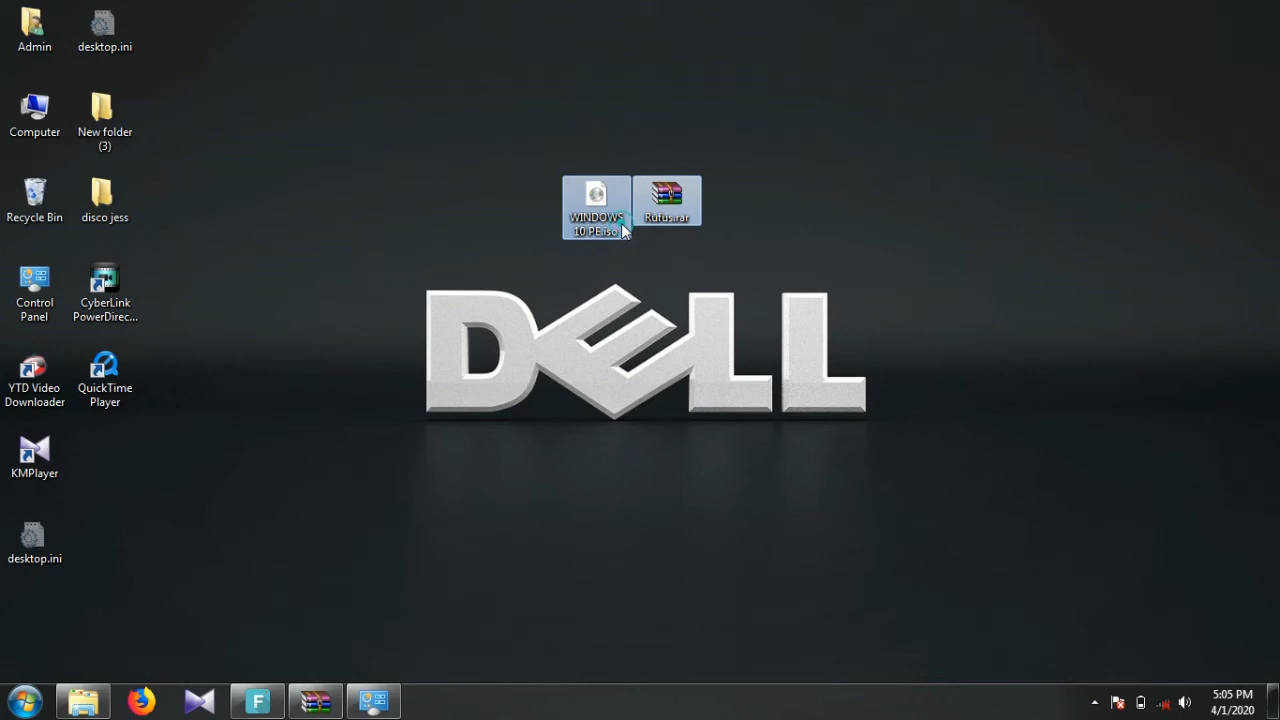 Admin
desktop.ini
Computer
New folder
(3)
Recycle Bin
disco jess
Control
Panel
CyberLink
PowerDirec...
YTD Video
Downloader
QuickTime
Player
KMPlayer
desktop.ini
WINDOWS
10 PE.iso
Rufus.rar
DELL
F
5:05 PM
4/1/2020